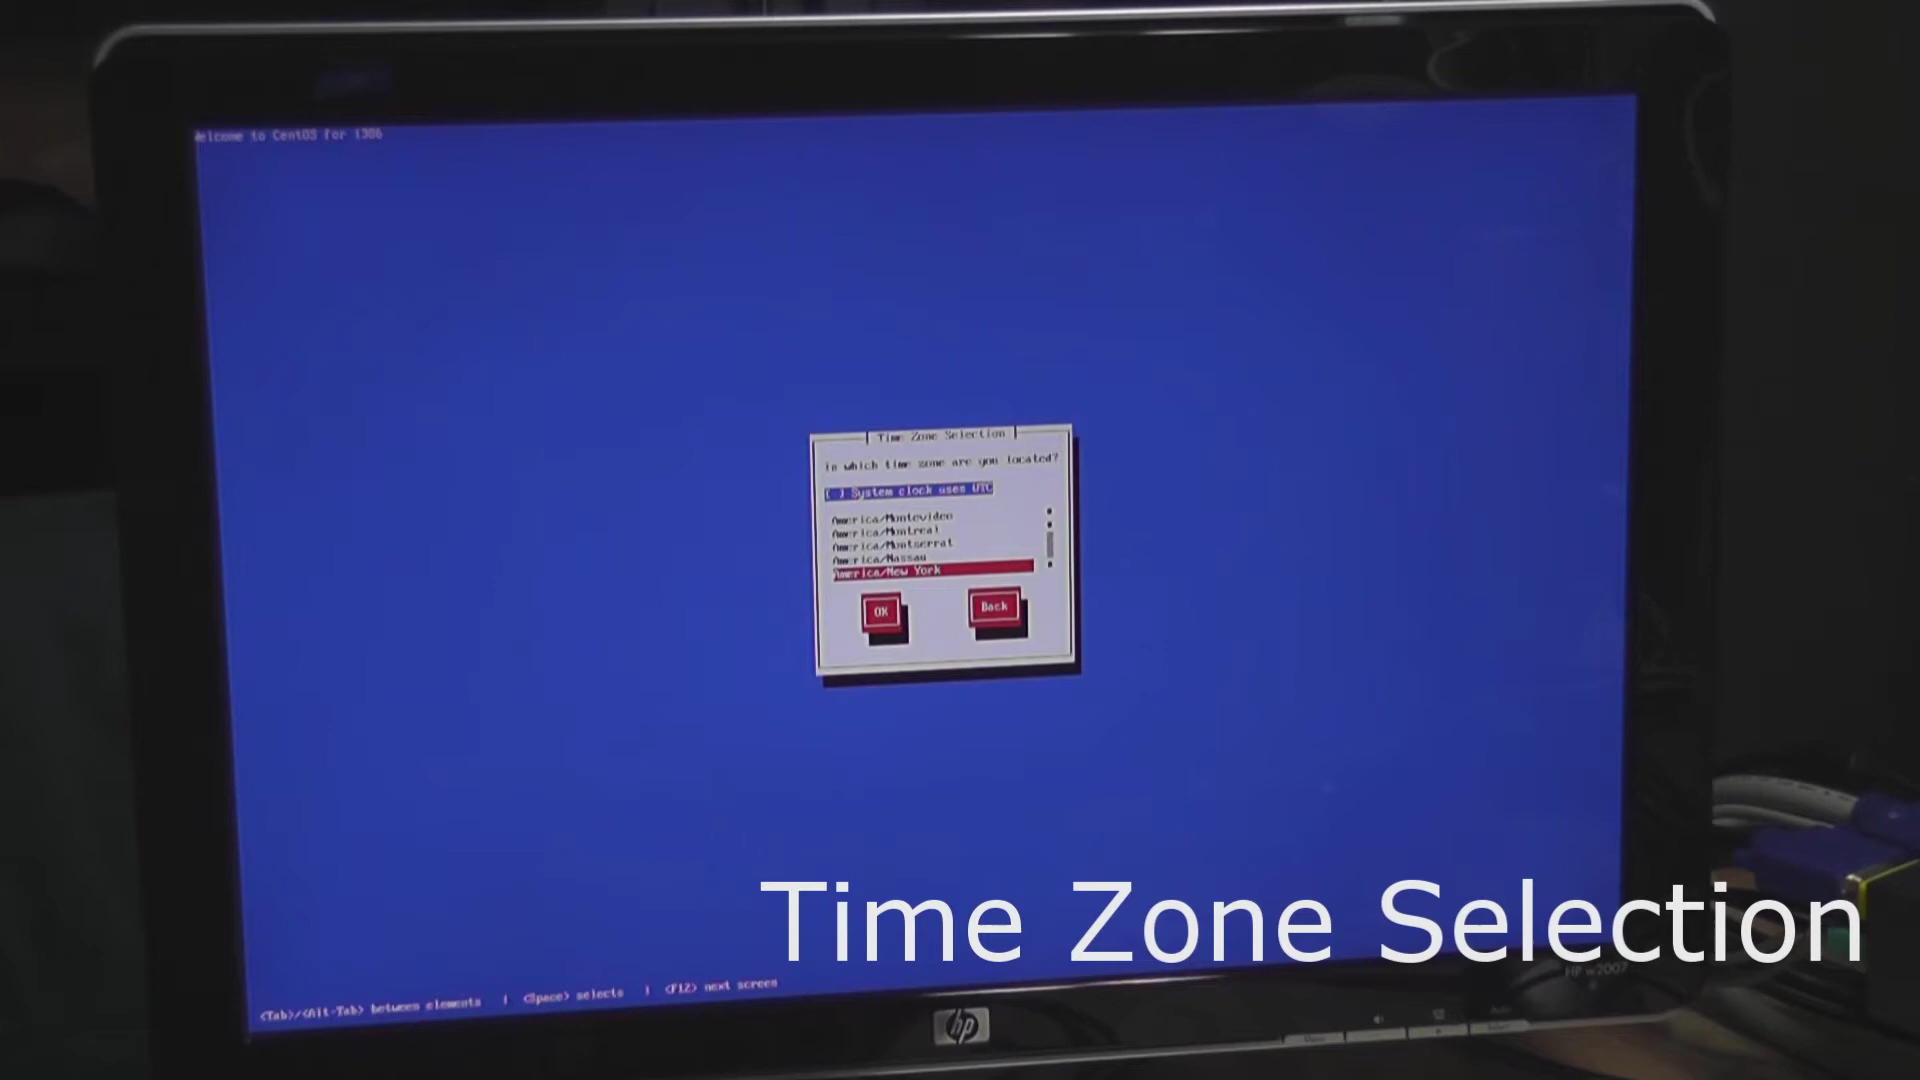 Welcome to CentOS for i386
Time Zone Selection
In which time zone are you located?
[ ] System clock uses UTC
America/Montevideo
America/Montreal
America/Montserrat
America/Nassau
America/New York
OK
Back
Time Zone Selection
HP w2007
<Tab>/<Alt-Tab> between elements | <Space> selects | <F12> next screen
hp